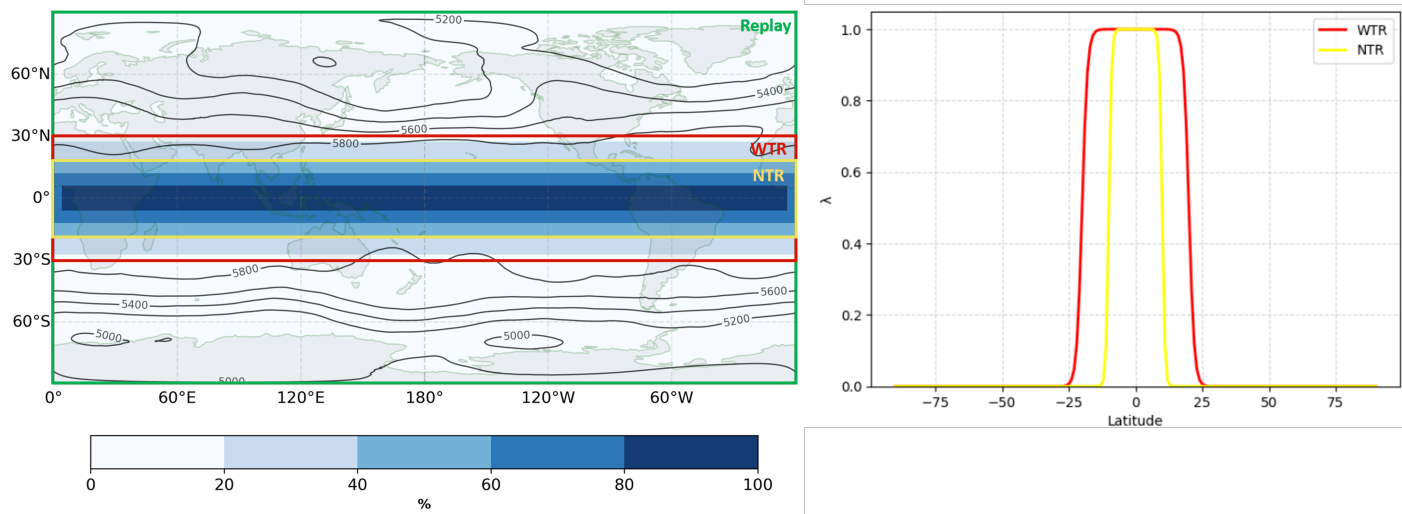 Replay
5200
60°N
5400
5600
30°N
5800
WTR
NTR
0°
30°S
5800
5600
5400
60°S
5200
5000
5000
5000
0°
60°E
120°E
180°
120°W
60°W
0
20
40
60
80
100
%
1.0
WTR
NTR
0.8
0.6
λ
0.4
0.2
0.0
−75
−50
−25
0
25
50
75
Latitude